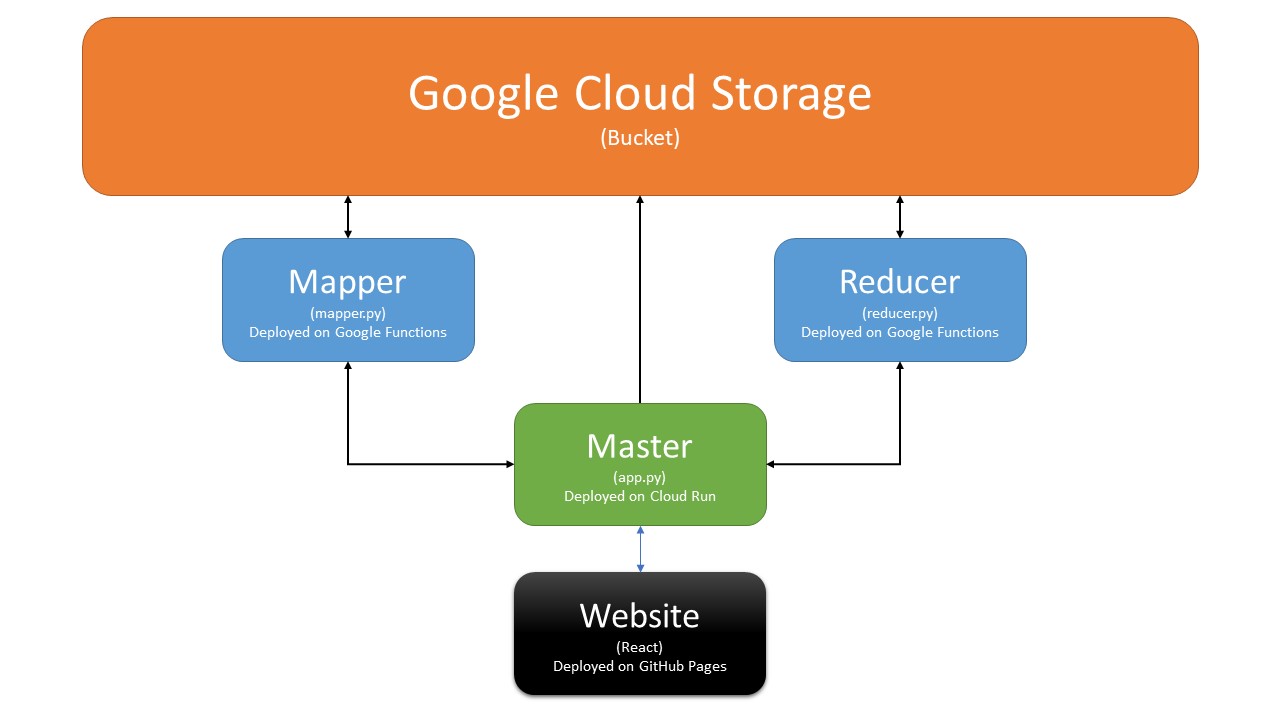 Google Cloud Storage
(Bucket)
Mapper
(mapper.py)
Deployed on Google Functions
Reducer
(reducer.py)
Deployed on Google Functions
Master
(app.py)
Deployed on Cloud Run
Website
(React)
Deployed on GitHub Pages